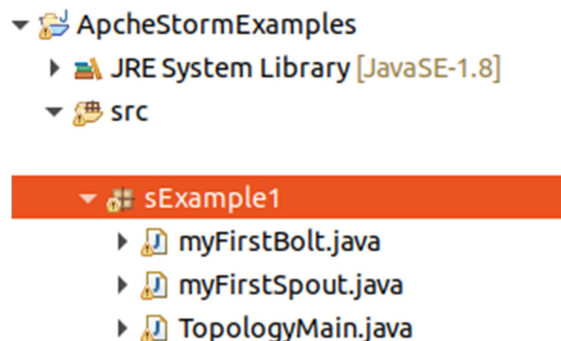 ApcheStormExamples
JRE System Library [JavaSE-1.8]
src
sExample1
myFirstBolt.java
myFirstSpout.java
TopologyMain.java